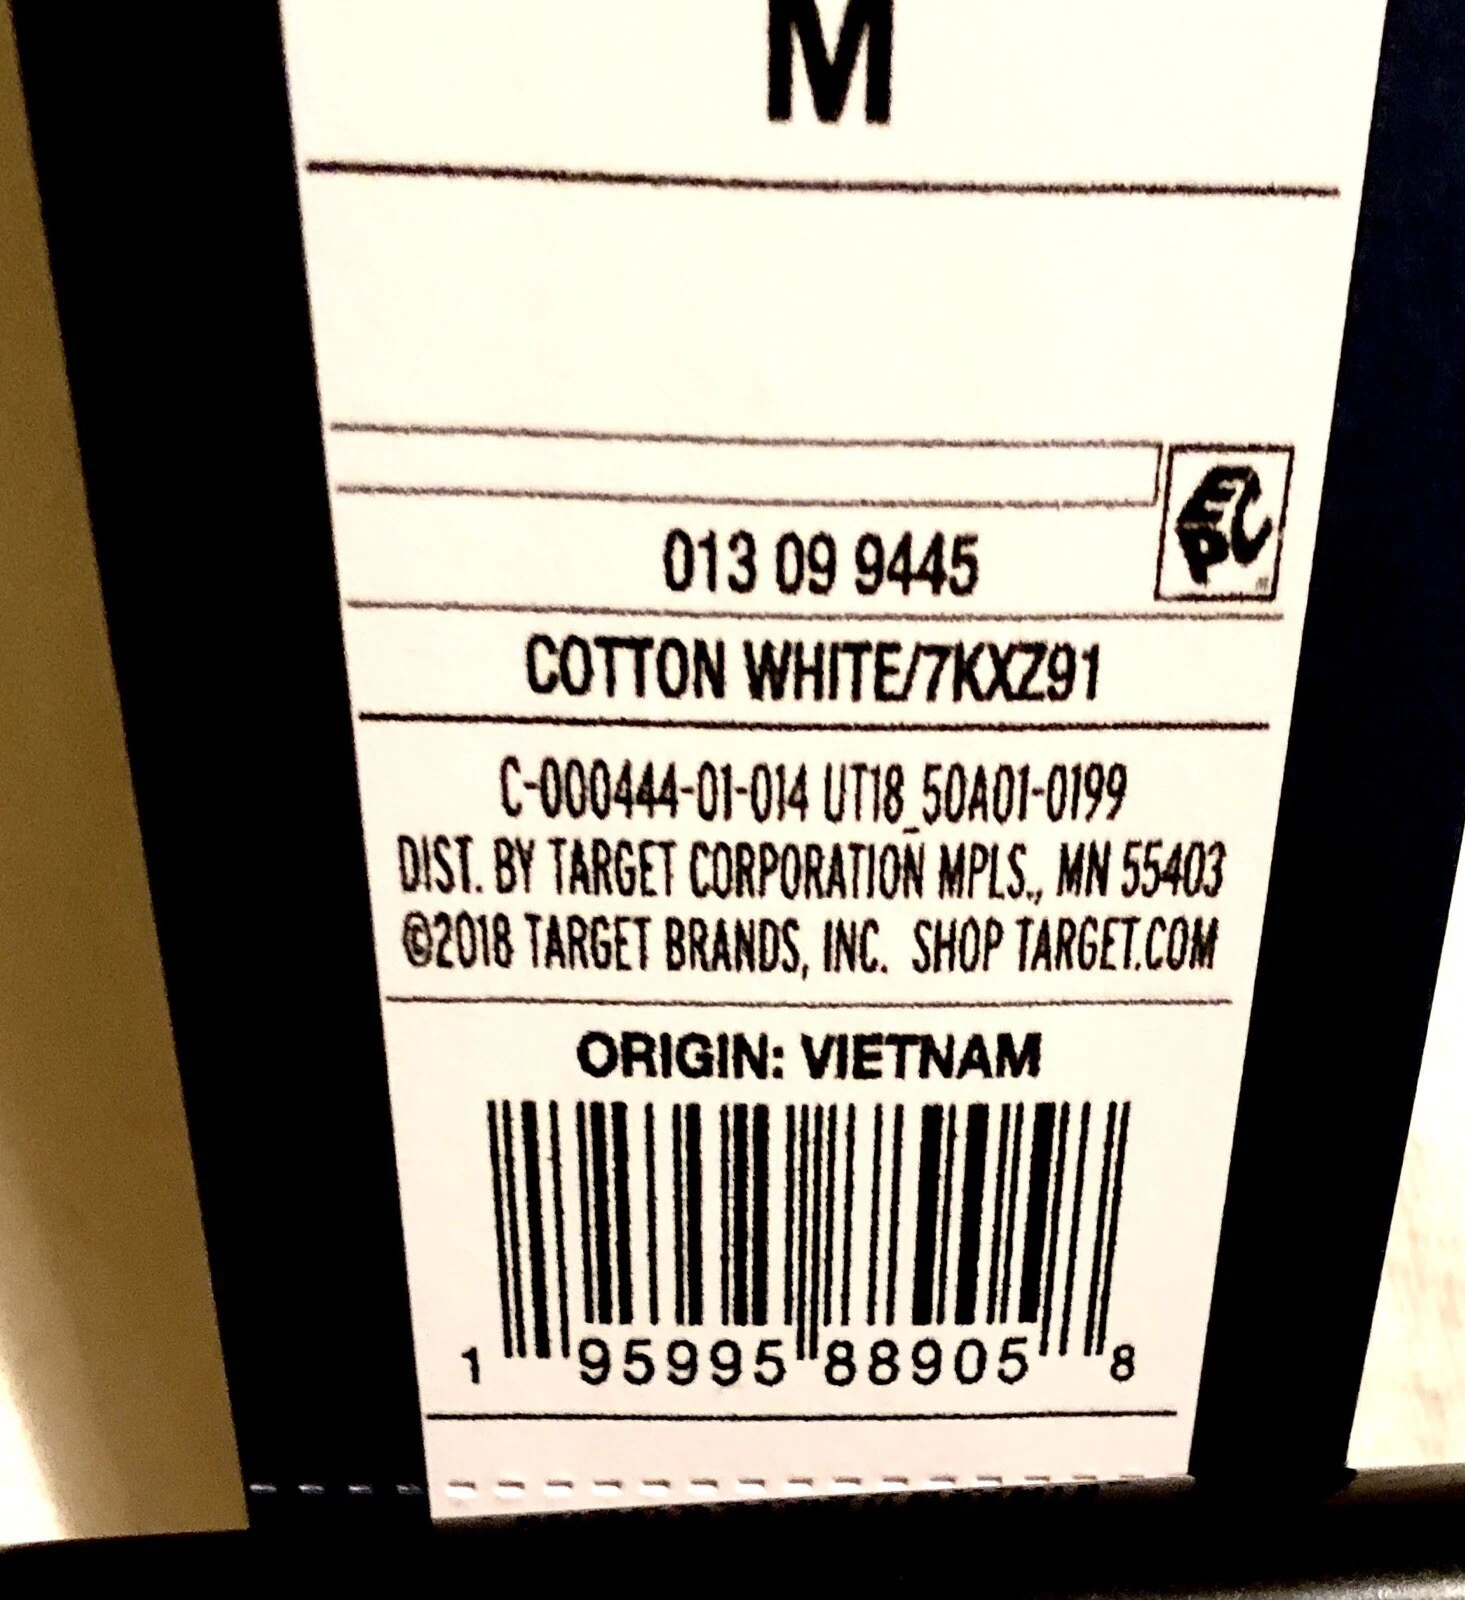 M
EPC
013 09 9445
COTTON WHITE/7KXZ91
C-000444-01-014 UT18_50A01-0199
DIST. BY TARGET CORPORATION MPLS., MN 55403
©2018 TARGET BRANDS, INC. SHOP TARGET.COM
ORIGIN: VIETNAM
1 95995 88905 8